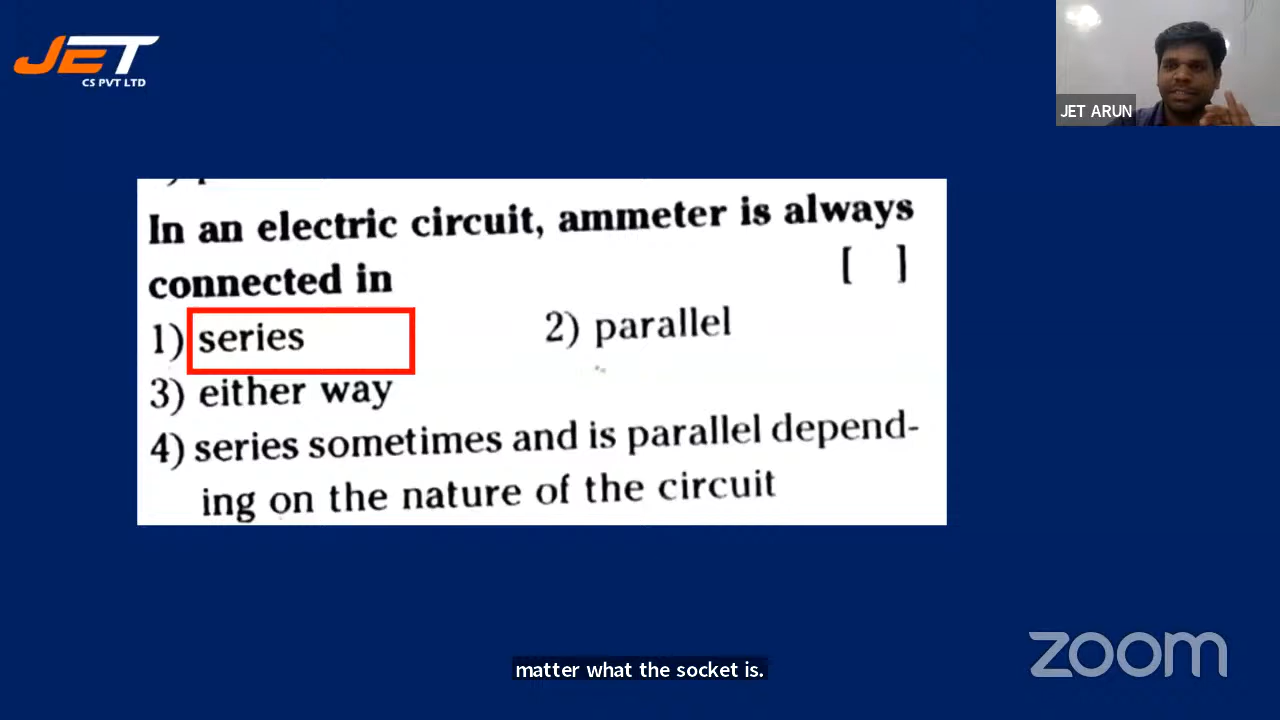 JET
CS PVT LTD
JET ARUN
In an electric circuit, ammeter is always
connected in [ ]
1) series 2) parallel
3) either way
4) series sometimes and is parallel depend-
ing on the nature of the circuit
matter what the socket is.
zoom